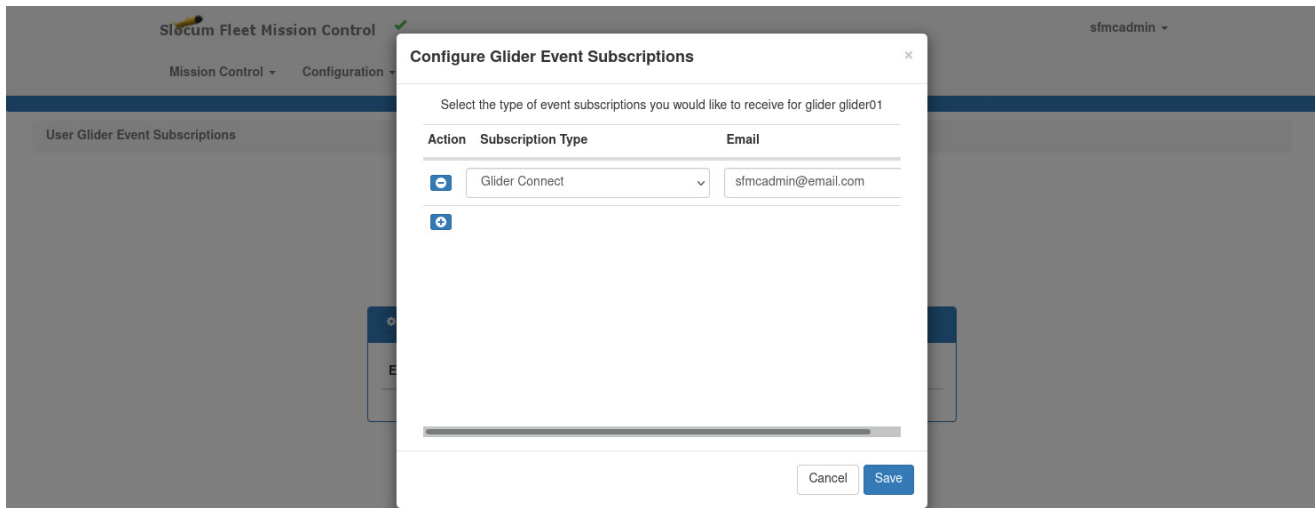 Slocum Fleet Mission Control
sfmcadmin
Mission Control
Configuration
User Glider Event Subscriptions
Configure Glider Event Subscriptions
×
Select the type of event subscriptions you would like to receive for glider glider01
Action Subscription Type Email
Glider Connect sfmcadmin@email.com
E
Cancel Save